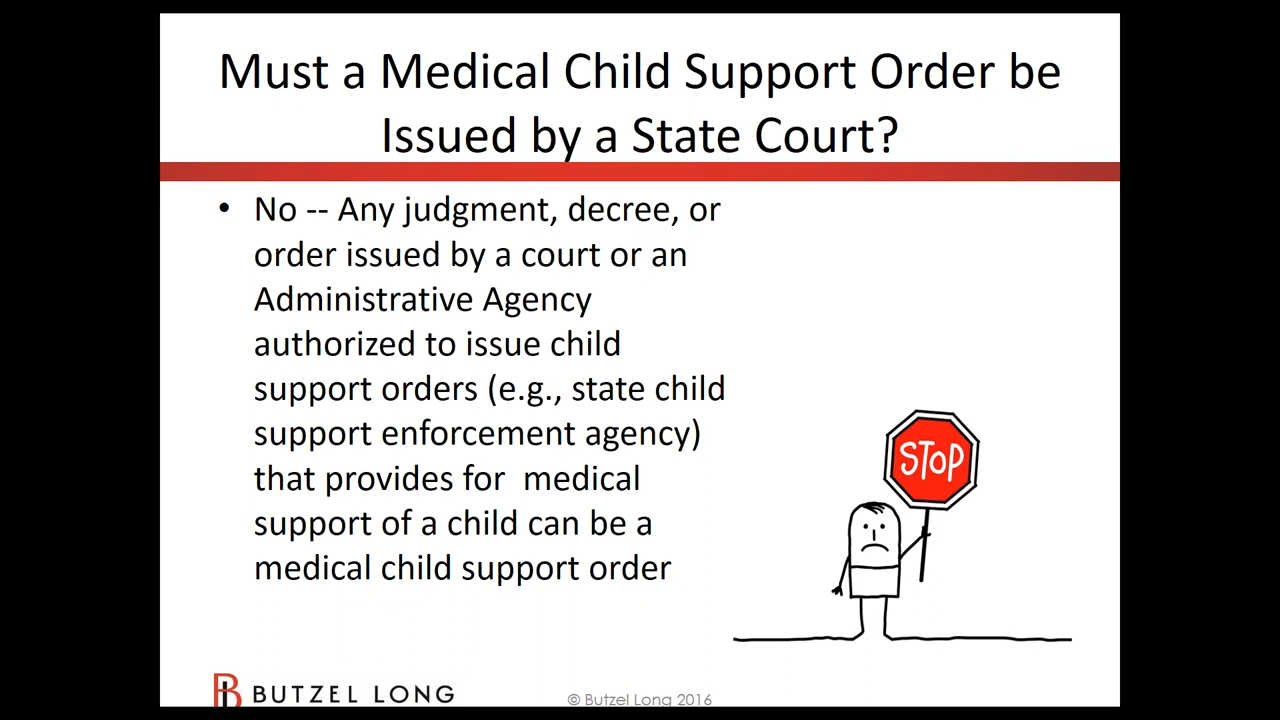 Must a Medical Child Support Order be
Issued by a State Court?
• No -- Any judgment, decree, or
order issued by a court or an
Administrative Agency
authorized to issue child
support orders (e.g., state child
support enforcement agency)
that provides for  medical
support of a child can be a
medical child support order
STOP
BUTZEL LONG
© Butzel Long 2016